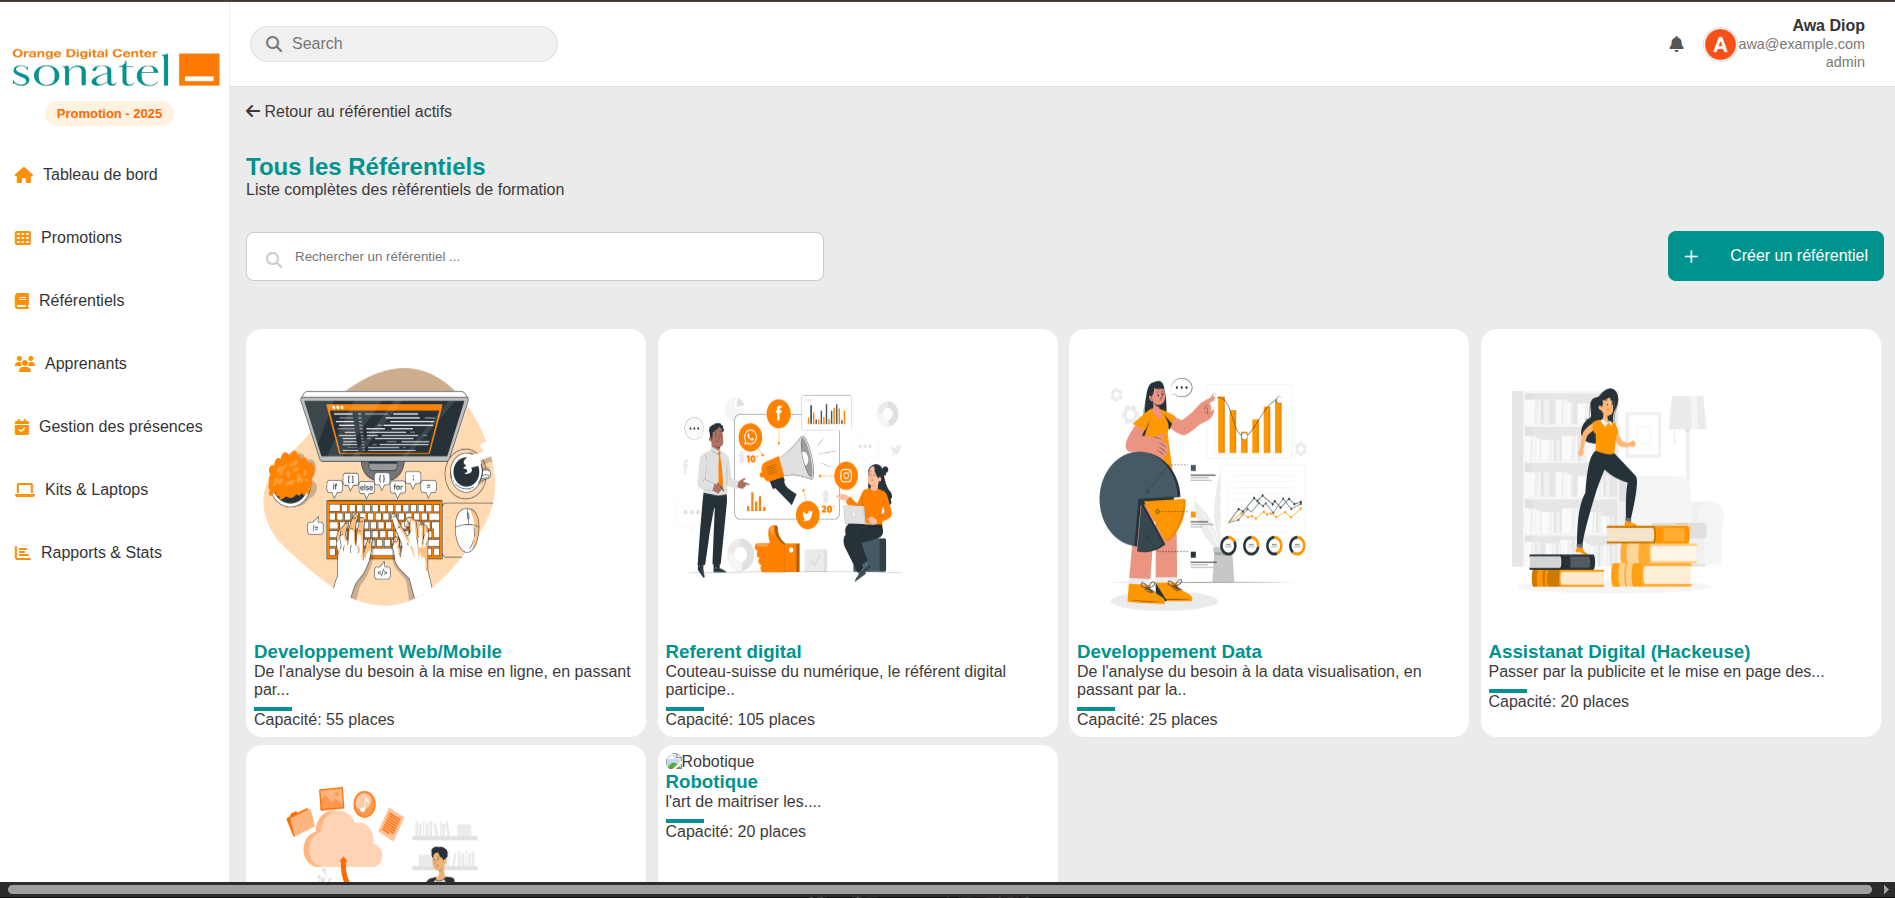 Orange Digital Center
sonatel
Promotion - 2025
Tableau de bord
Promotions
Référentiels
Apprenants
Gestion des présences
Kits & Laptops
Rapports & Stats
Search
A
Awa Diop
awa@example.com
admin
Retour au référentiel actifs
Tous les Référentiels
Liste complètes des rèférentiels de formation
Rechercher un référentiel ...
+ Créer un référentiel
if [ ] else { } for ; =
!=
</>
Developpement Web/Mobile
De l'analyse du besoin à la mise en ligne, en passant
par...
Capacité: 55 places
10
20
Referent digital
Couteau-suisse du numérique, le référent digital
participe..
Capacité: 105 places
Developpement Data
De l'analyse du besoin à la data visualisation, en
passant par la..
Capacité: 25 places
Assistanat Digital (Hackeuse)
Passer par la publicite et le mise en page des...
Capacité: 20 places
Robotique
Robotique
l'art de maitriser les....
Capacité: 20 places